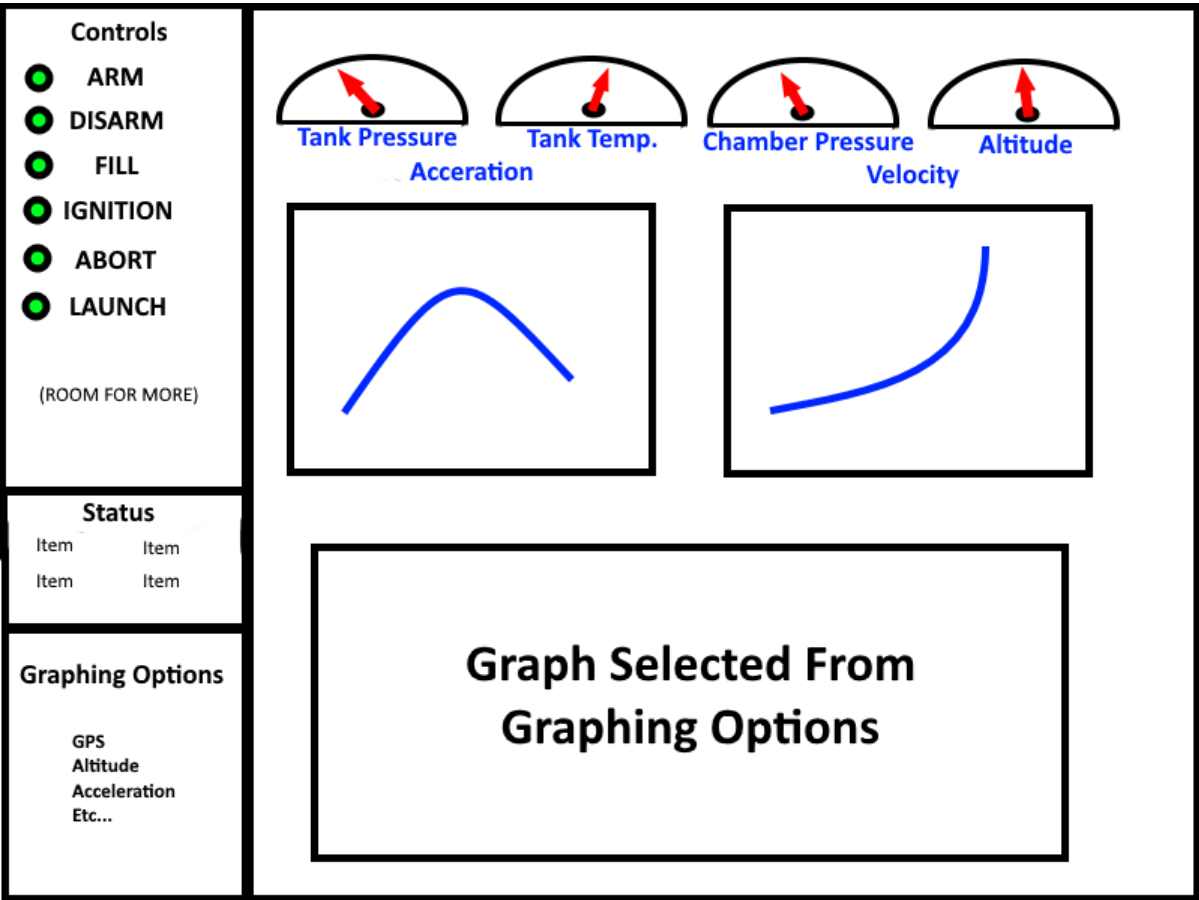 Controls
ARM
DISARM
FILL
IGNITION
ABORT
LAUNCH
(ROOM FOR MORE)
Status
Item Item
Item Item
Graphing Options
GPS
Altitude
Acceleration
Etc...
Tank Pressure Tank Temp. Chamber Pressure Altitude
Acceration Velocity
Graph Selected From
Graphing Options